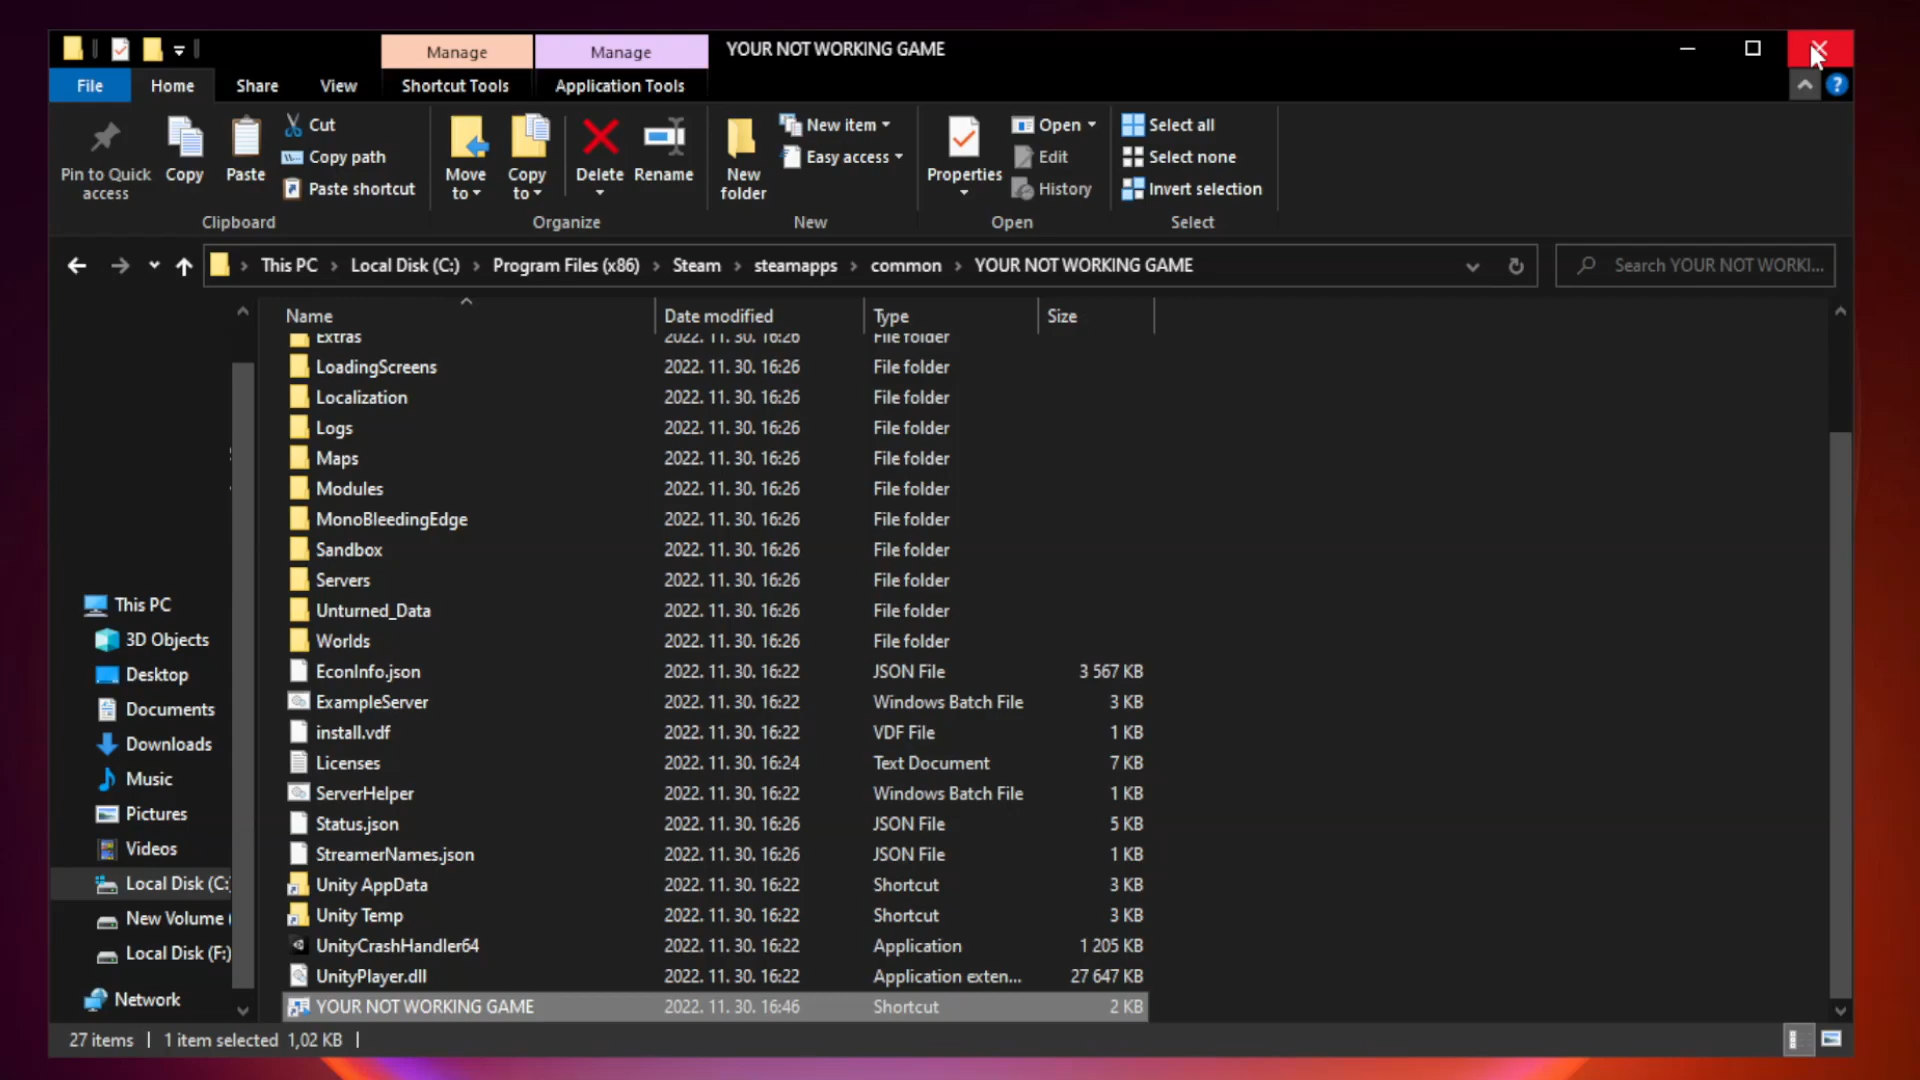 Manage
Manage
YOUR NOT WORKING GAME
File
Home
Share
View
Shortcut Tools
Application Tools
Pin to Quick access
Copy
Paste
Cut
Copy path
Paste shortcut
Clipboard
Move to
Copy to
Delete
Rename
Organize
New folder
New item
Easy access
New
Properties
Open
Edit
History
Open
Select all
Select none
Invert selection
Select
This PC > Local Disk (C:) > Program Files (x86) > Steam > steamapps > common > YOUR NOT WORKING GAME
Search YOUR NOT WORKI...
Name Date modified Type Size
Extras 2022. 11. 30. 16:26 File folder
LoadingScreens 2022. 11. 30. 16:26 File folder
Localization 2022. 11. 30. 16:26 File folder
Logs 2022. 11. 30. 16:26 File folder
Maps 2022. 11. 30. 16:26 File folder
Modules 2022. 11. 30. 16:26 File folder
MonoBleedingEdge 2022. 11. 30. 16:26 File folder
Sandbox 2022. 11. 30. 16:26 File folder
Servers 2022. 11. 30. 16:26 File folder
Unturned_Data 2022. 11. 30. 16:26 File folder
Worlds 2022. 11. 30. 16:26 File folder
EconInfo.json 2022. 11. 30. 16:22 JSON File 3 567 KB
ExampleServer 2022. 11. 30. 16:22 Windows Batch File 3 KB
install.vdf 2022. 11. 30. 16:22 VDF File 1 KB
Licenses 2022. 11. 30. 16:24 Text Document 7 KB
ServerHelper 2022. 11. 30. 16:22 Windows Batch File 1 KB
Status.json 2022. 11. 30. 16:26 JSON File 5 KB
StreamerNames.json 2022. 11. 30. 16:26 JSON File 1 KB
Unity AppData 2022. 11. 30. 16:22 Shortcut 3 KB
Unity Temp 2022. 11. 30. 16:22 Shortcut 3 KB
UnityCrashHandler64 2022. 11. 30. 16:22 Application 1 205 KB
UnityPlayer.dll 2022. 11. 30. 16:22 Application exten... 27 647 KB
YOUR NOT WORKING GAME 2022. 11. 30. 16:46 Shortcut 2 KB
This PC
3D Objects
Desktop
Documents
Downloads
Music
Pictures
Videos
Local Disk (C:)
New Volume (
Local Disk (F:)
Network
27 items | 1 item selected 1,02 KB |